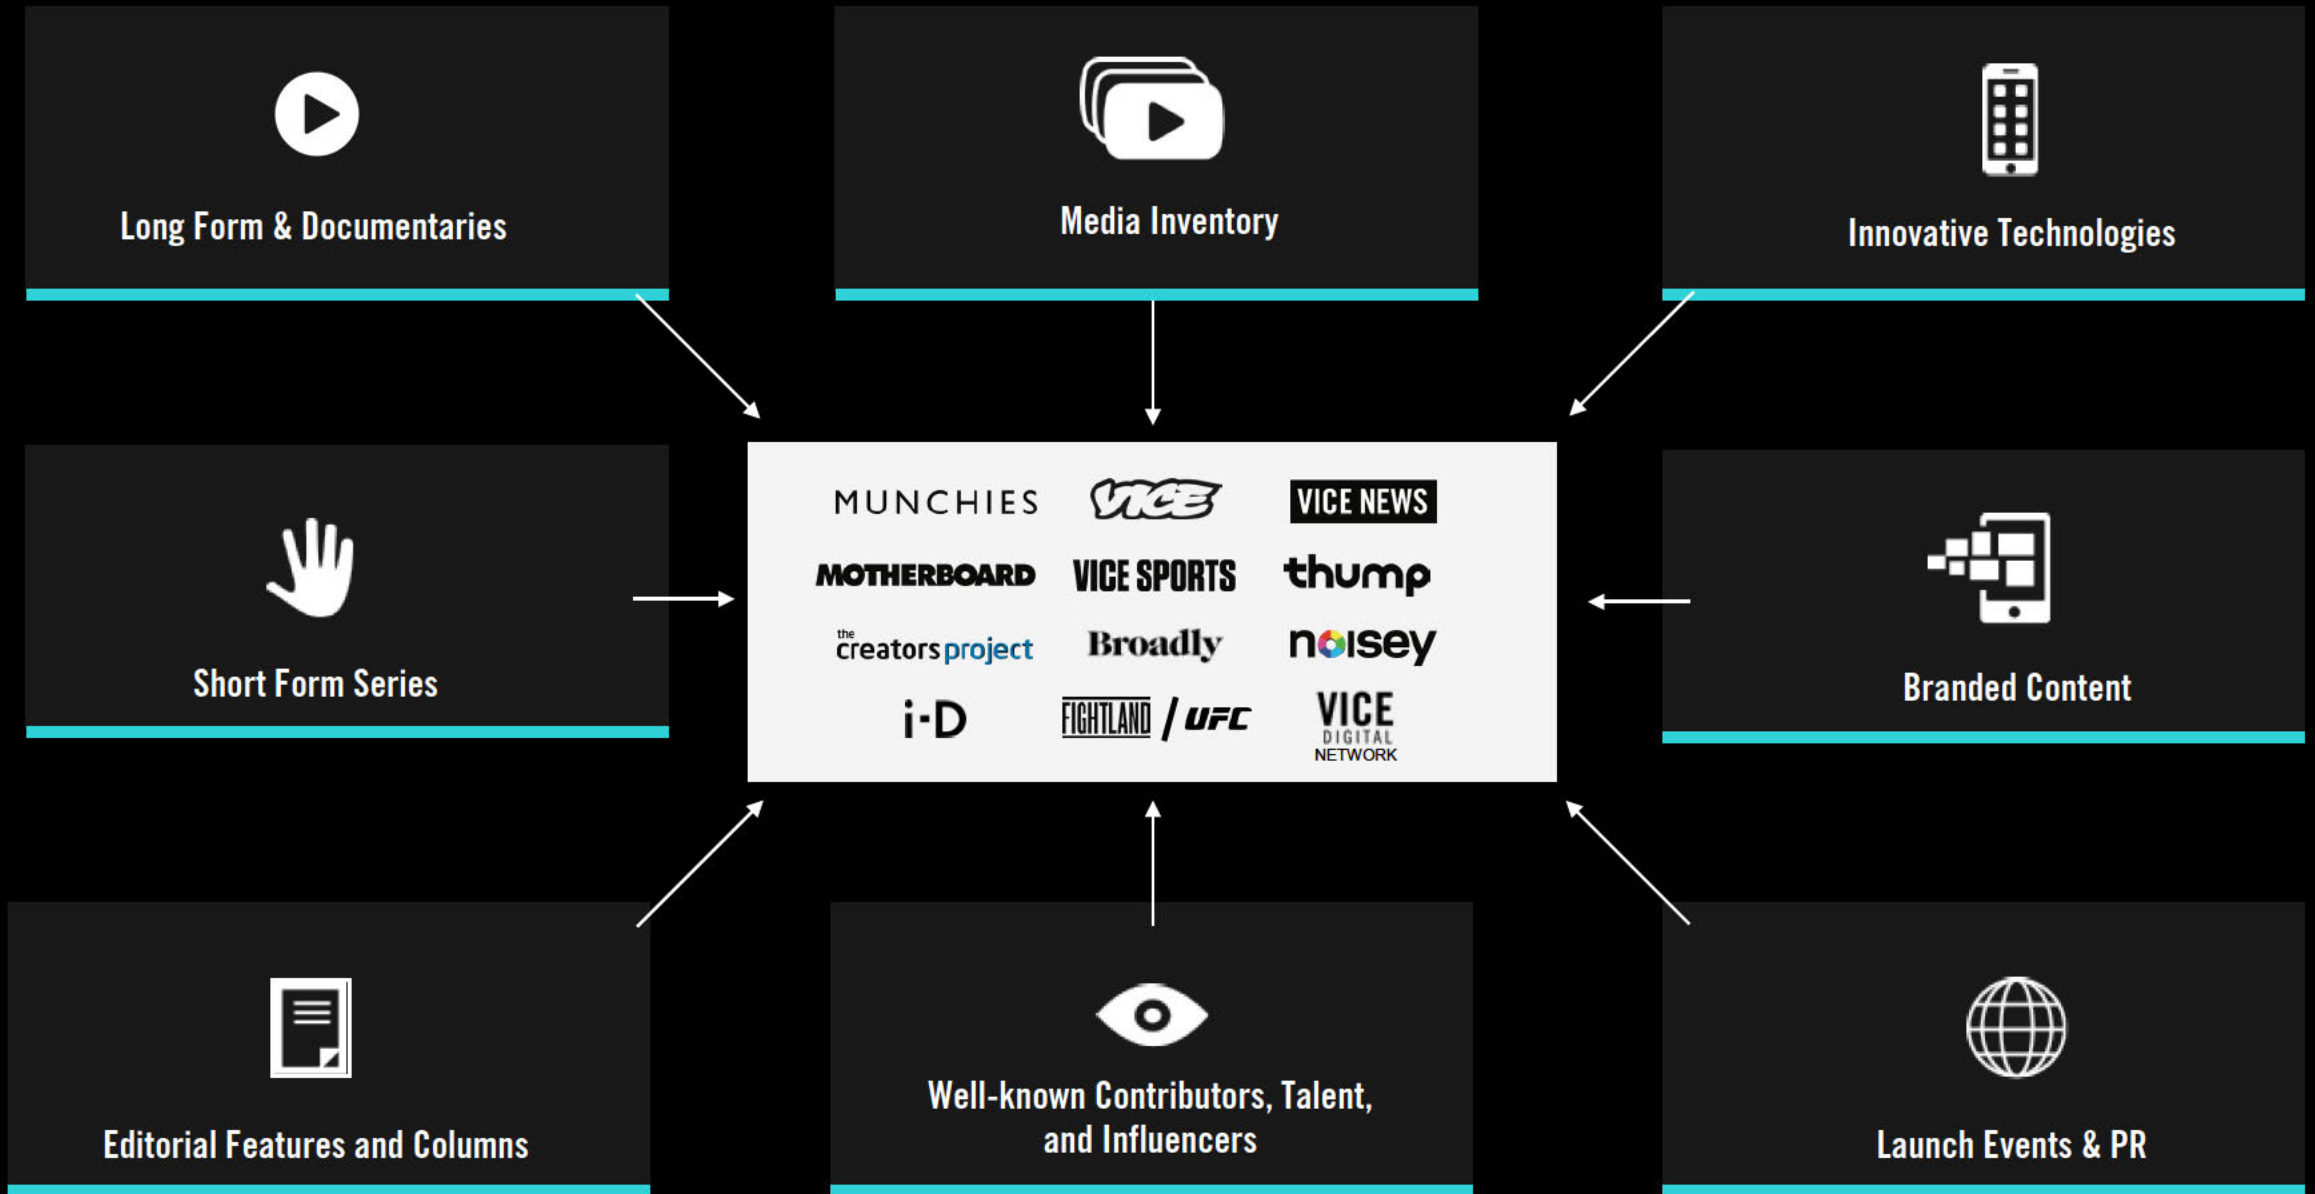 Long Form & Documentaries
Media Inventory
Innovative Technologies
MUNCHIES
VICE
VICE NEWS
MOTHERBOARD
VICE SPORTS
thump
the
creators project
Broadly
noisey
i-D
FIGHTLAND / UFC
VICE
DIGITAL
NETWORK
Short Form Series
Branded Content
Editorial Features and Columns
Well-known Contributors, Talent,
and Influencers
Launch Events & PR